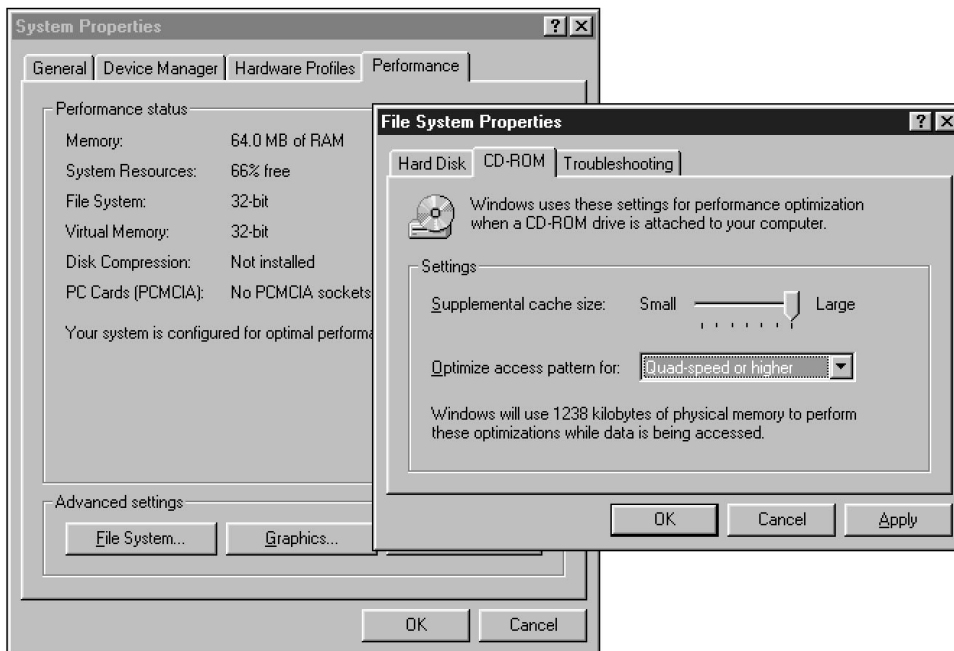 System Properties
General
Device Manager
Hardware Profiles
Performance
Performance status
Memory: 64.0 MB of RAM
System Resources: 66% free
File System: 32-bit
Virtual Memory: 32-bit
Disk Compression: Not installed
PC Cards (PCMCIA): No PCMCIA sockets
Your system is configured for optimal
Advanced settings
File System...
Graphics...
OK
Cancel
File System Properties
Hard Disk
CD-ROM
Troubleshooting
Windows uses these settings for performance optimization
when a CD-ROM drive is attached to your computer.
Settings
Supplemental cache size: Small Large
Optimize access pattern for: Quad-speed or higher
Windows will use 1238 kilobytes of physical memory to perform
these optimizations while data is being accessed.
OK
Cancel
Apply